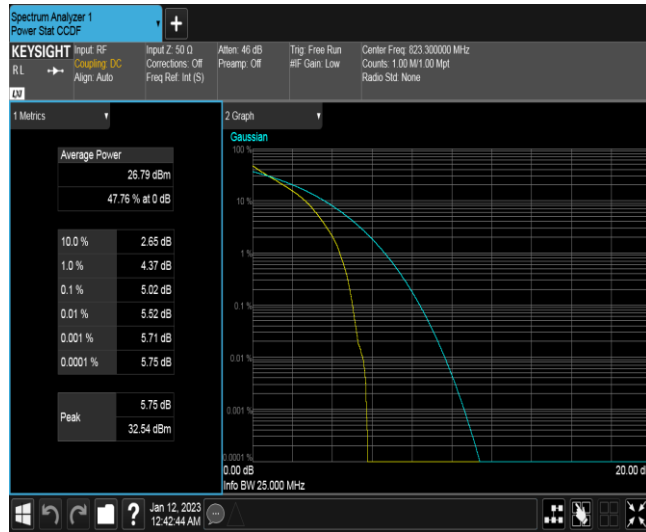 Spectrum Analyzer 1
Power Stat CCDF
KEYSIGHT
RL
LXI
Input: RF
Coupling: DC
Align: Auto
Input Z: 50 Ω
Corrections: Off
Freq Ref: Int (S)
Atten: 46 dB
Preamp: Off
Trig: Free Run
#IF Gain: Low
Center Freq: 823.300000 MHz
Counts: 1.00 M/1.00 Mpt
Radio Std: None
1 Metrics
Average Power
26.79 dBm
47.76 % at 0 dB
10.0 % 2.65 dB
1.0 % 4.37 dB
0.1 % 5.02 dB
0.01 % 5.52 dB
0.001 % 5.71 dB
0.0001 % 5.75 dB
Peak
5.75 dB
32.54 dBm
2 Graph
Gaussian
100 %
10 %
1 %
0.1 %
0.01 %
0.001 %
0.0001 %
0.00 dB
20.00 d
Info BW 25.000 MHz
Jan 12, 2023
12:42:44 AM